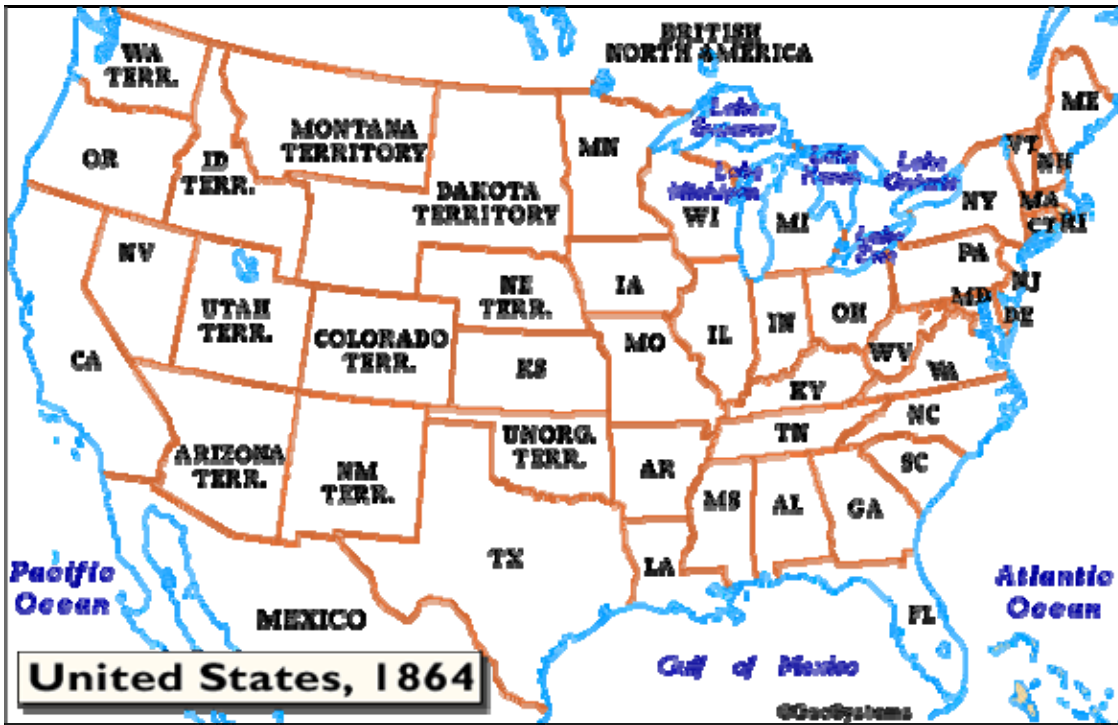 BRITISH
NORTH AMERICA
WA
TERR.
ME
Lake
Superior
MONTANA
TERRITORY
MN
VT
NH
OR
ID
TERR.
Lake
Huron
Lake
Ontario
Lake
Michigan
DAKOTA
TERRITORY
WI
MI
NY
MA
CT
RI
NV
Lake
Erie
PA
NJ
UTAH
TERR.
NE
TERR.
IA
MD
DE
COLORADO
TERR.
IL
IN
OH
CA
KS
MO
WV
VA
KY
NC
TN
ARIZONA
TERR.
UNORG.
TERR.
NM
TERR.
AR
SC
MS
AL
GA
TX
LA
Pacific
Ocean
Atlantic
Ocean
MEXICO
FL
Gulf of Mexico
United States, 1864
©GeoSystems